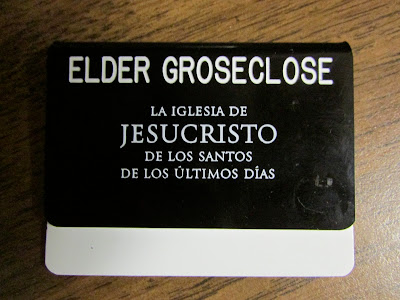 ELDER GROSECLOSE
LA IGLESIA DE
JESUCRISTO
DE LOS SANTOS
DE LOS ÚLTIMOS DÍAS